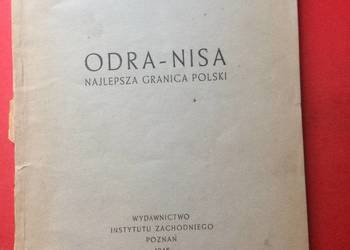 ODRA-NISA
NAJLEPSZA GRANICA POLSKI
WYDAWNICTWO
INSTYTUTU ZACHODNIEGO
POZNAŃ